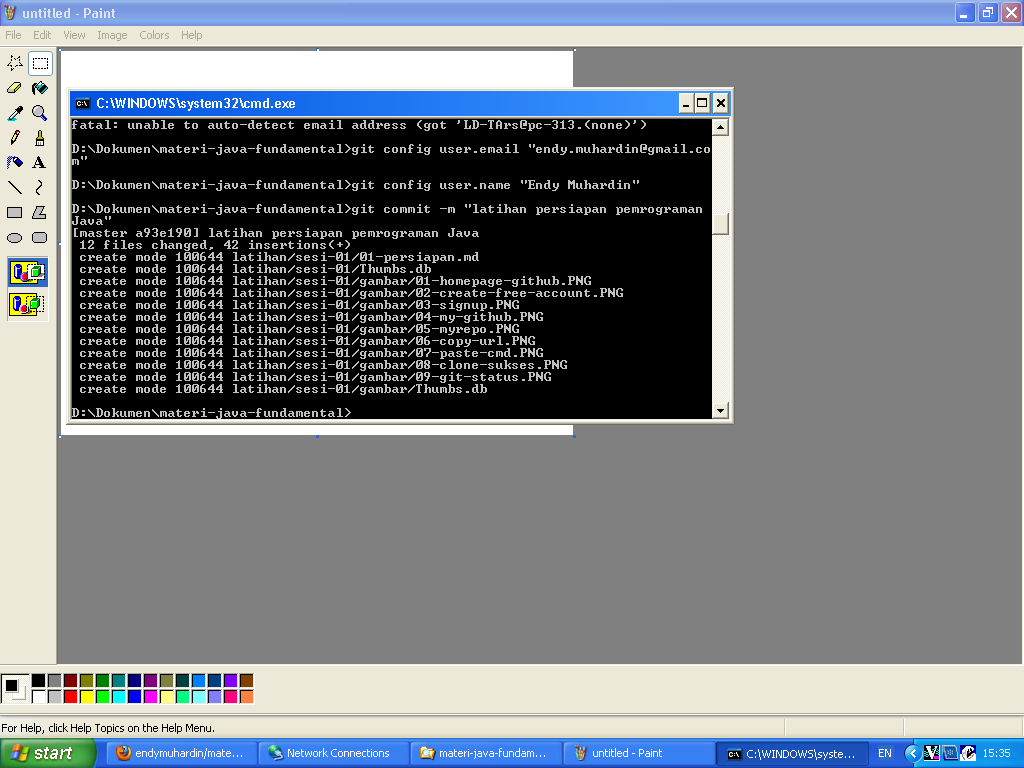 untitled - Paint
File Edit View Image Colors Help
C:\WINDOWS\system32\cmd.exe
fatal: unable to auto-detect email address (got 'LD-TArs@pc-313.(none)')
D:\Dokumen\materi-java-fundamental>git config user.email "endy.muhardin@gmail.co
m"
D:\Dokumen\materi-java-fundamental>git config user.name "Endy Muhardin"
D:\Dokumen\materi-java-fundamental>git commit -m "latihan persiapan pemrograman
Java"
[master a93e190] latihan persiapan pemrograman Java
12 files changed, 42 insertions(+)
create mode 100644 latihan/sesi-01/01-persiapan.md
create mode 100644 latihan/sesi-01/Thumbs.db
create mode 100644 latihan/sesi-01/gambar/01-homepage-github.PNG
create mode 100644 latihan/sesi-01/gambar/02-create-free-account.PNG
create mode 100644 latihan/sesi-01/gambar/03-signup.PNG
create mode 100644 latihan/sesi-01/gambar/04-my-github.PNG
create mode 100644 latihan/sesi-01/gambar/05-myrepo.PNG
create mode 100644 latihan/sesi-01/gambar/06-copy-url.PNG
create mode 100644 latihan/sesi-01/gambar/07-paste-cmd.PNG
create mode 100644 latihan/sesi-01/gambar/08-clone-sukses.PNG
create mode 100644 latihan/sesi-01/gambar/09-git-status.PNG
create mode 100644 latihan/sesi-01/gambar/Thumbs.db
D:\Dokumen\materi-java-fundamental>
For Help, click Help Topics on the Help Menu.
start endymuhardin/mate... Network Connections materi-java-fundam... untitled - Paint C:\WINDOWS\syste... EN 15:35